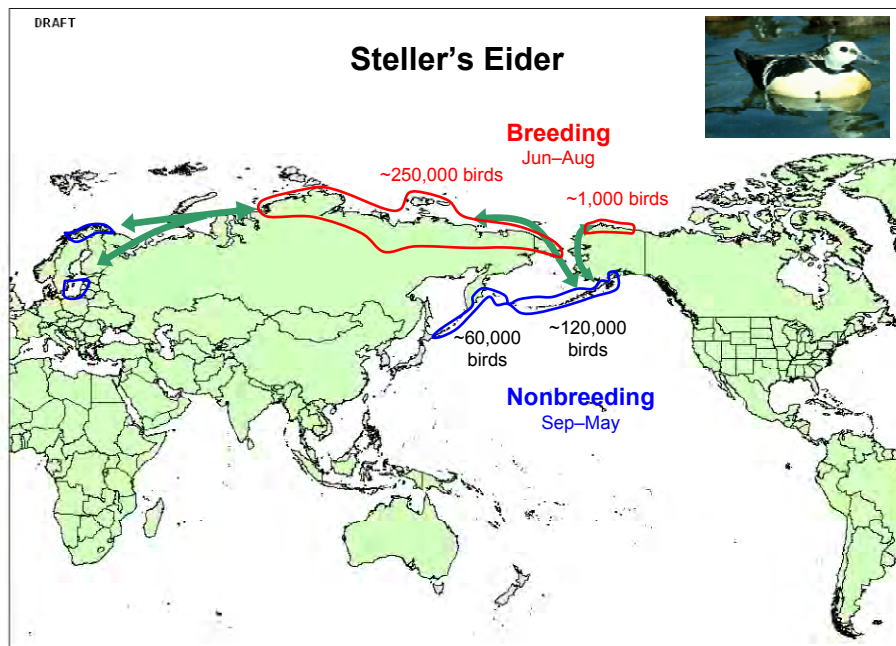 DRAFT
Steller's Eider
Breeding
Jun–Aug
~250,000 birds
~1,000 birds
~60,000
birds
~120,000
birds
Nonbreeding
Sep–May